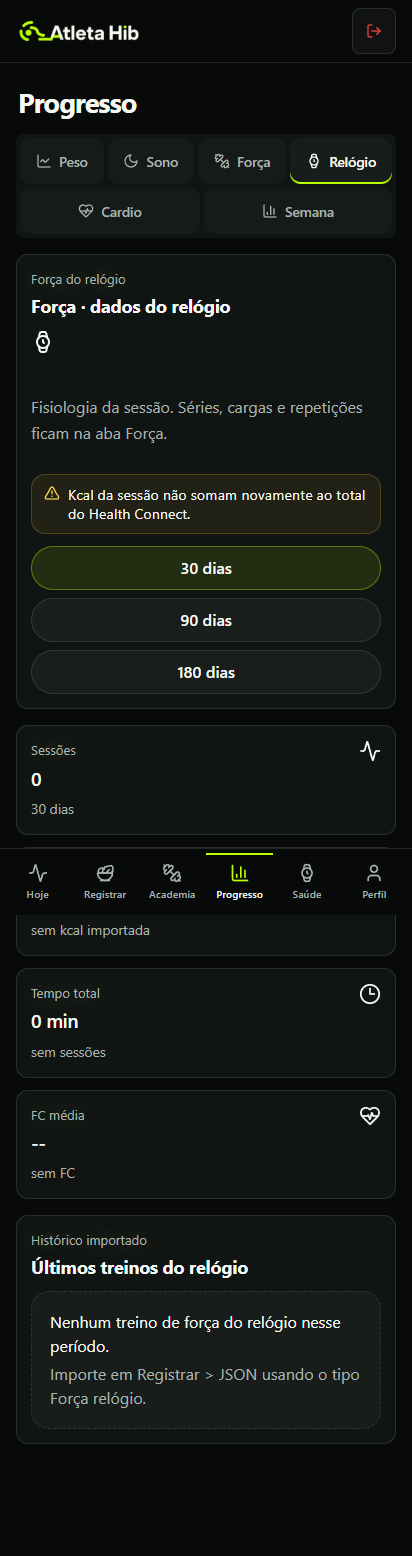 Atleta Hib
Progresso
Peso
Sono
Força
Relógio
Cardio
Semana
Força do relógio
Força · dados do relógio
Fisiologia da sessão. Séries, cargas e repetições
ficam na aba Força.
Kcal da sessão não somam novamente ao total
do Health Connect.
30 dias
90 dias
180 dias
Sessões
0
30 dias
Hoje
Registrar
Academia
Progresso
Saúde
Perfil
sem kcal importada
Tempo total
0 min
sem sessões
FC média
--
sem FC
Histórico importado
Últimos treinos do relógio
Nenhum treino de força do relógio nesse
período.
Importe em Registrar > JSON usando o tipo
Força relógio.